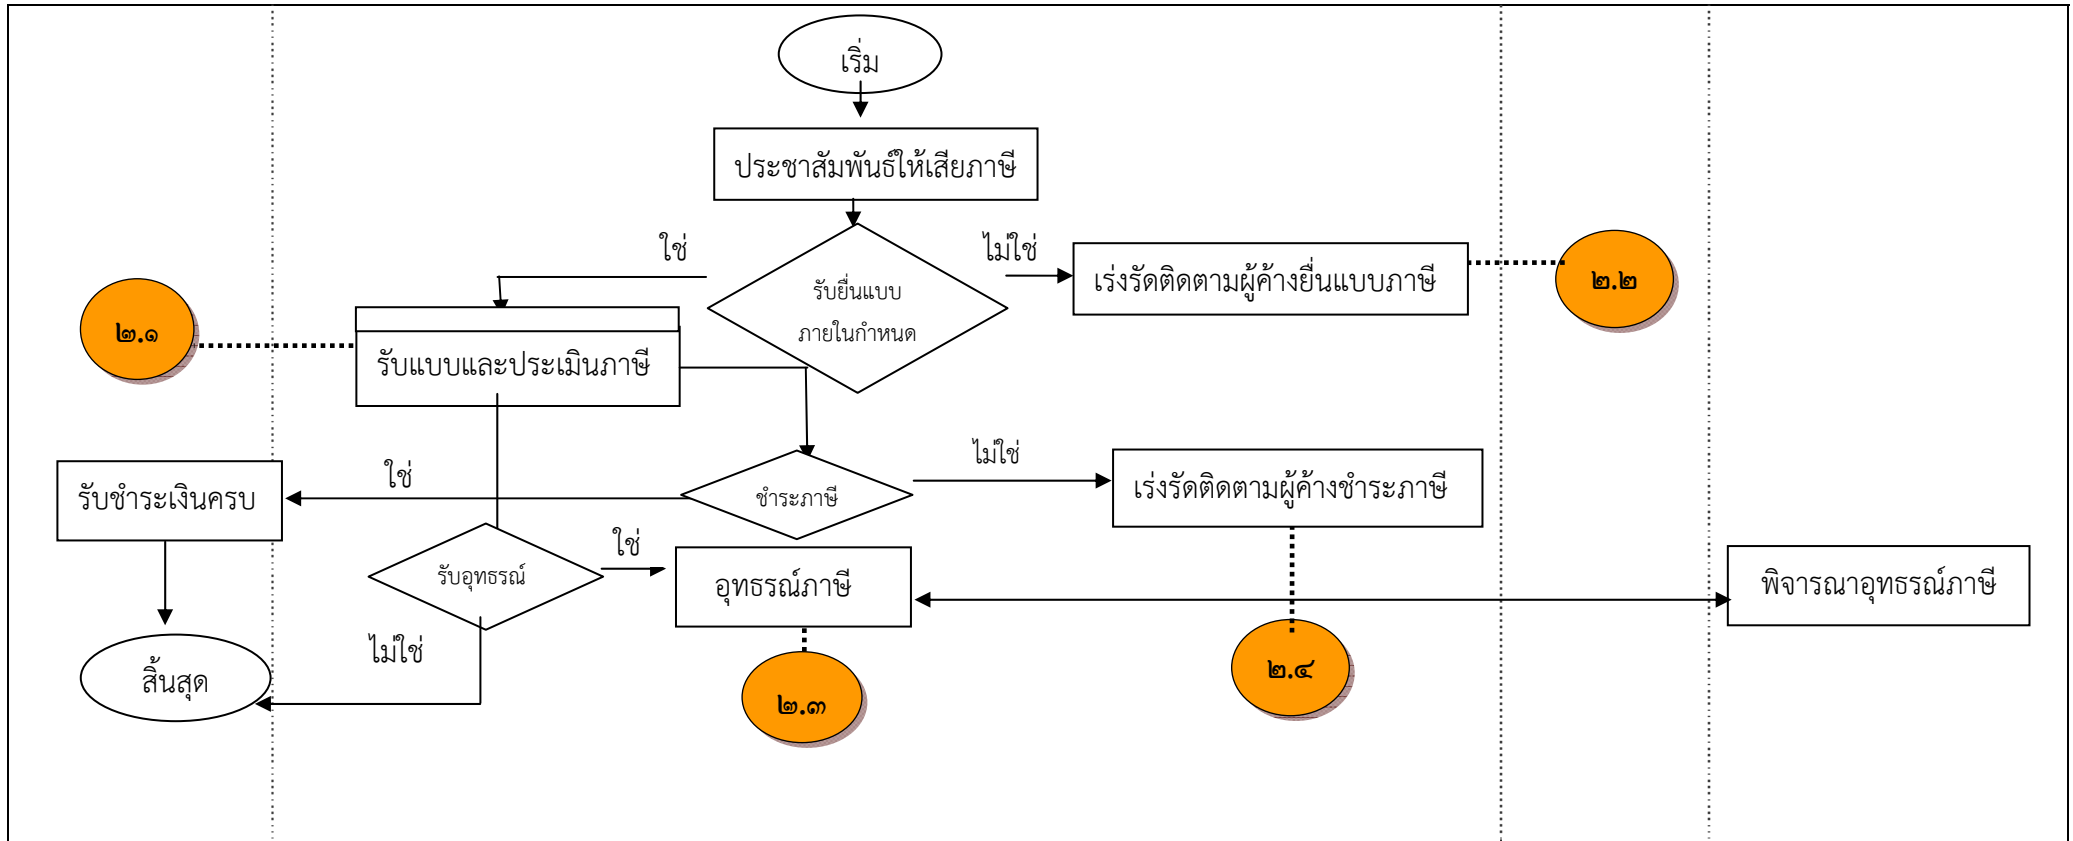 เริ่ม
ประชาสัมพันธ์ให้เสียภาษี
ใช่
ไม่ใช่
รับยื่นแบบ
ภายในกำหนด
เร่งรัดติดตามผู้ค้างยื่นแบบภาษี
๒.๒
๒.๑
รับแบบและประเมินภาษี
ใช่
ไม่ใช่
รับชำระเงินครบ
ชำระภาษี
เร่งรัดติดตามผู้ค้างชำระภาษี
ใช่
รับอุทธรณ์
อุทธรณ์ภาษี
พิจารณาอุทธรณ์ภาษี
ไม่ใช่
สิ้นสุด
๒.๓
๒.๔